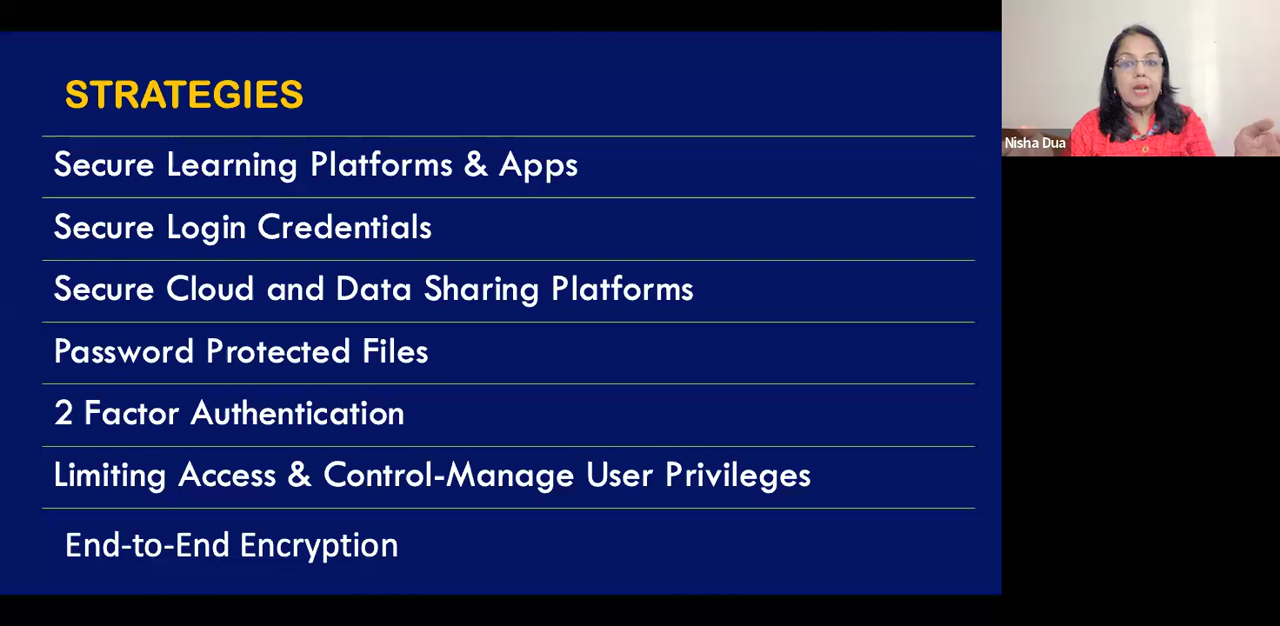 STRATEGIES
Secure Learning Platforms & Apps
Secure Login Credentials
Secure Cloud and Data Sharing Platforms
Password Protected Files
2 Factor Authentication
Limiting Access & Control-Manage User Privileges
End-to-End Encryption
Nisha Dua